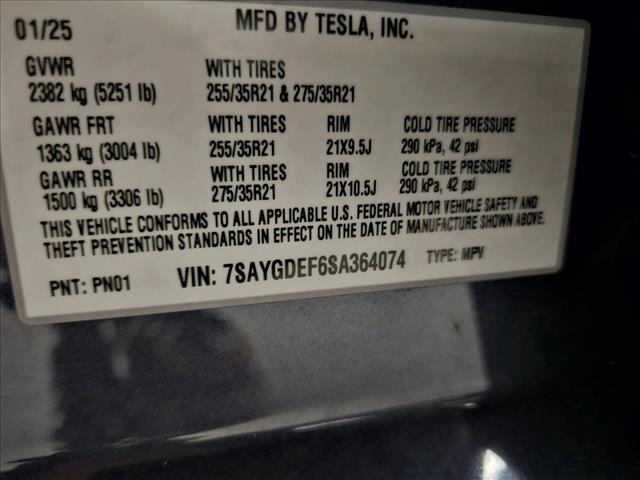 01/25 MFD BY TESLA, INC.
GVWR WITH TIRES
2382 kg (5251 lb) 255/35R21 & 275/35R21
GAWR FRT WITH TIRES RIM COLD TIRE PRESSURE
1363 kg (3004 lb) 255/35R21 21X9.5J 290 kPa, 42 psi
GAWR RR WITH TIRES RIM COLD TIRE PRESSURE
1500 kg (3306 lb) 275/35R21 21X10.5J 290 kPa, 42 psi
THIS VEHICLE CONFORMS TO ALL APPLICABLE U.S. FEDERAL MOTOR VEHICLE SAFETY AND
THEFT PREVENTION STANDARDS IN EFFECT ON THE DATE OF MANUFACTURE SHOWN ABOVE.
PNT: PN01 VIN: 7SAYGDEF6SA364074 TYPE: MPV